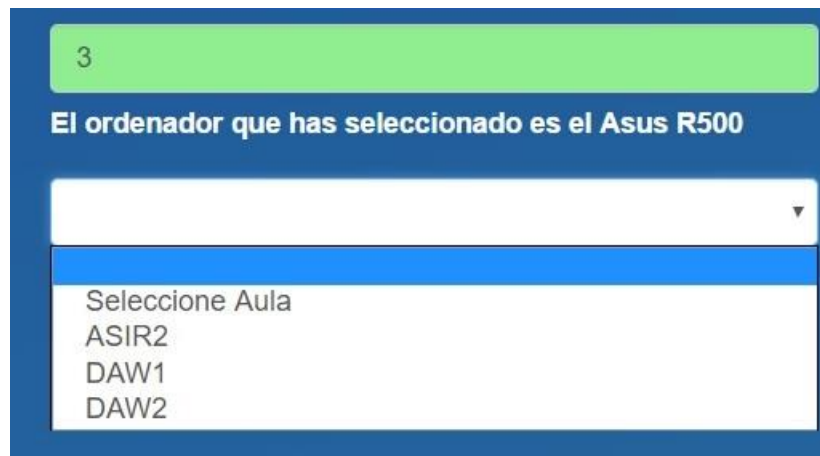 3
El ordenador que has seleccionado es el Asus R500
Seleccione Aula
ASIR2
DAW1
DAW2